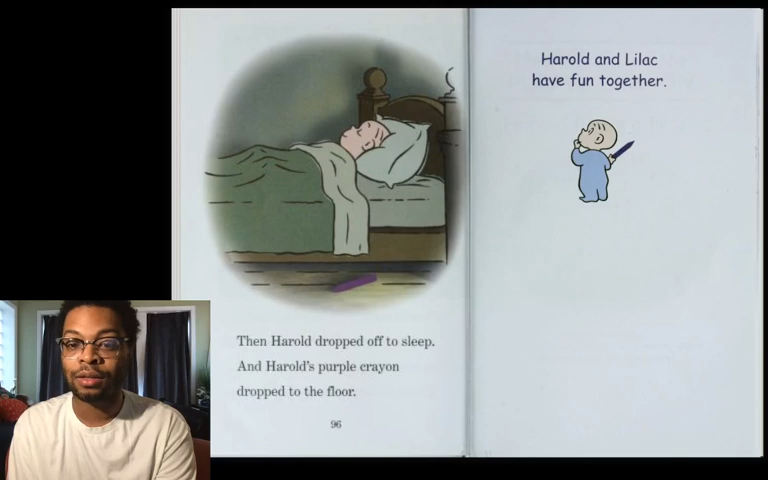 Then Harold dropped off to sleep.
And Harold's purple crayon
dropped to the floor.
96
Harold and Lilac
have fun together.